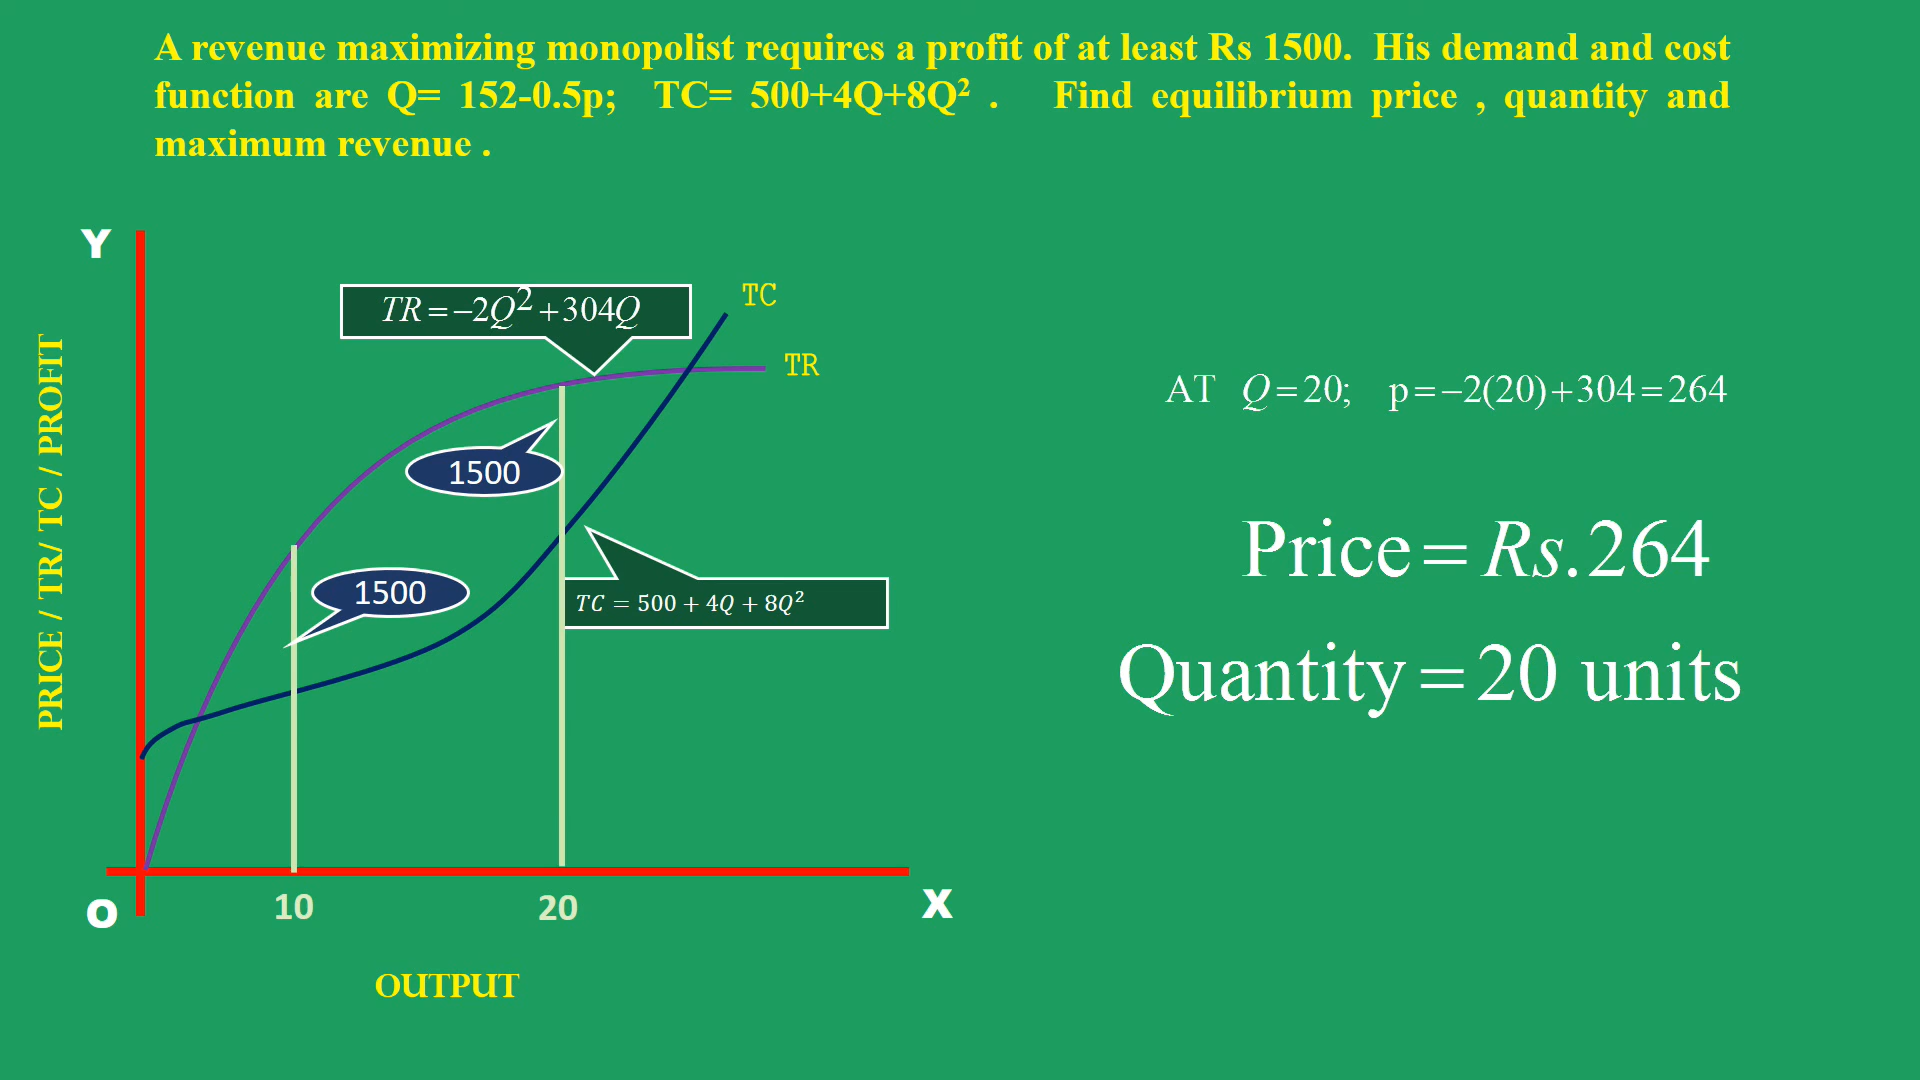 A revenue maximizing monopolist requires a profit of at least Rs 1500. His demand and cost
function are Q= 152-0.5p; TC= 500+4Q+8Q² . Find equilibrium price , quantity and
maximum revenue .
Y
PRICE / TR/ TC / PROFIT
TR=−2Q²+304Q
TC
TR
1500
1500
TC = 500 + 4Q + 8Q²
O
10
20
X
OUTPUT
AT Q=20; p=−2(20)+304=264
Price=Rs.264
Quantity=20 units